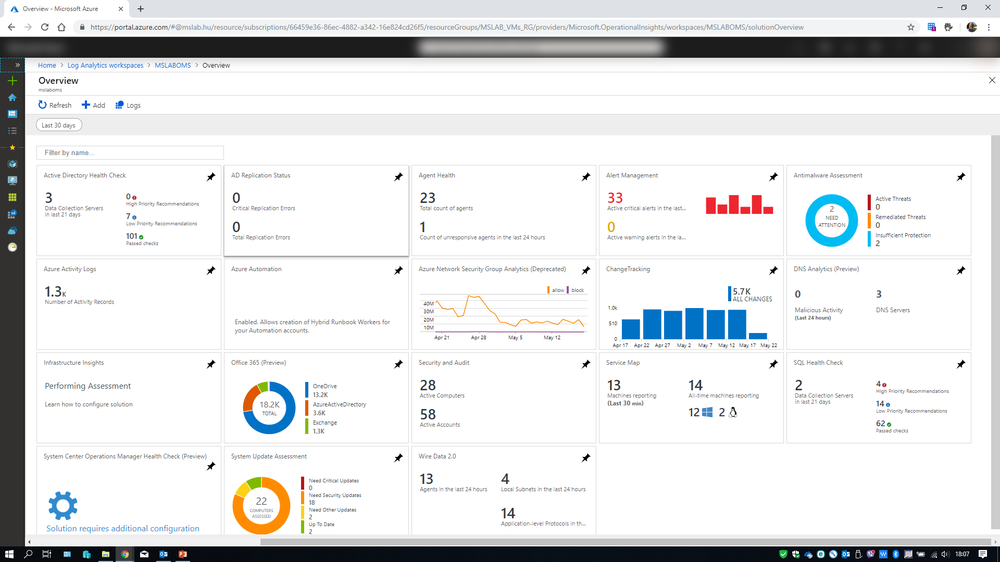 Overview - Microsoft Azure
https://portal.azure.com/#@mslab.hu/resource/subscriptions/66459e36-86ec-4882-a342-16e824cd26f5/resourceGroups/MSLAB_VMs_RG/providers/Microsoft.OperationalInsights/workspaces/MSLABOMS/solutionOverview
Home > Log Analytics workspaces > MSLABOMS > Overview
Overview
mslaboms
Refresh Add Logs
Last 30 days
Filter by name...
Active Directory Health Check
3
Data Collection Servers
in last 21 days
0
High Priority Recommendations
7
Low Priority Recommendations
101
Passed checks
AD Replication Status
0
Critical Replication Errors
0
Total Replication Errors
Agent Health
23
Total count of agents
1
Count of unresponsive agents in the last 24 hours
Alert Management
33
Active critical alerts in the last...
0
Active warning alerts in the la...
Antimalware Assessment
2
NEED
ATTENTION
Active Threats
0
Remediated Threats
0
Insufficient Protection
2
Azure Activity Logs
1.3K
Number of Activity Records
Azure Automation
Enabled. Allows creation of Hybrid Runbook Workers for
your Automation accounts.
Azure Network Security Group Analytics (Deprecated)
allow block
40M
30M
20M
10M
Apr 21 Apr 28 May 5 May 12
ChangeTracking
5.7K
ALL CHANGES
1.0k
510
0
Apr 17 Apr 22 Apr 27 May 2 May 7 May 12 May 17 May 22
DNS Analytics (Preview)
0
Malicious Activity
(Last 24 hours)
3
DNS Servers
Infrastructure Insights
Performing Assessment
Learn how to configure solution
Office 365 (Preview)
18.2K
TOTAL
OneDrive
13.2K
AzureActiveDirectory
3.6K
Exchange
1.3K
Security and Audit
28
Active Computers
58
Active Accounts
Service Map
13
Machines reporting
(Last 30 min)
14
All-time machines reporting
12 2
SQL Health Check
2
Data Collection Servers
in last 21 days
4
High Priority Recommendations
14
Low Priority Recommendations
62
Passed checks
System Center Operations Manager Health Check (Preview)
Solution requires additional configuration
System Update Assessment
22
COMPUTERS
ASSESSED
Need Critical Updates
0
Need Security Updates
18
Need Other Updates
2
Up To Date
2
Wire Data 2.0
13
Agents in the last 24 hours
4
Local Subnets in the last 24 hours
14
Application-level Protocols in th...
18:07